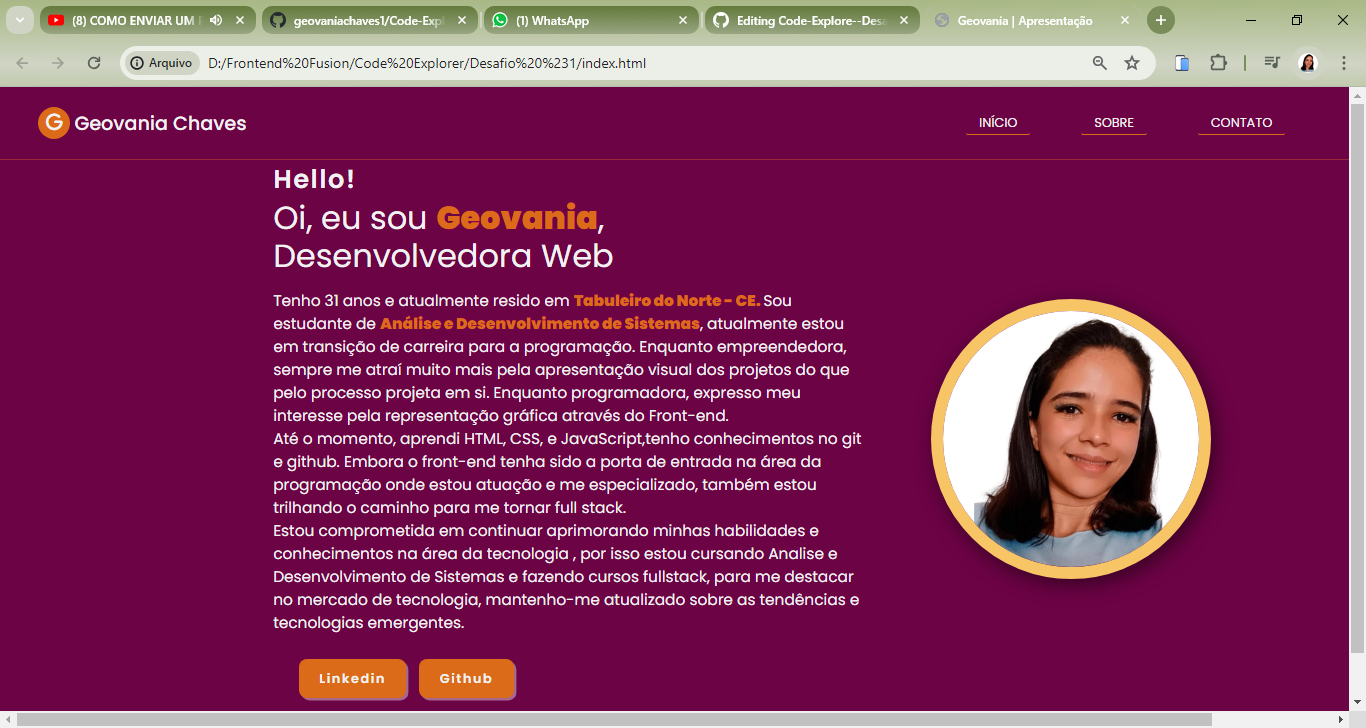 (8) COMO ENVIAR UM
geovaniachaves1/Code-Expl
(1) WhatsApp
Editing Code-Explore--Desa
Geovania | Apresentação
Arquivo
D:/Frontend%20Fusion/Code%20Explorer/Desafio%20%231/index.html
G Geovania Chaves
INÍCIO
SOBRE
CONTATO
Hello!
Oi, eu sou Geovania,
Desenvolvedora Web
Tenho 31 anos e atualmente resido em Tabuleiro do Norte - CE. Sou
estudante de Análise e Desenvolvimento de Sistemas, atualmente estou
em transição de carreira para a programação. Enquanto empreendedora,
sempre me atraí muito mais pela apresentação visual dos projetos do que
pelo processo projeta em si. Enquanto programadora, expresso meu
interesse pela representação gráfica através do Front-end.
Até o momento, aprendi HTML, CSS, e JavaScript,tenho conhecimentos no git
e github. Embora o front-end tenha sido a porta de entrada na área da
programação onde estou atuação e me especializado, também estou
trilhando o caminho para me tornar full stack.
Estou comprometida em continuar aprimorando minhas habilidades e
conhecimentos na área da tecnologia , por isso estou cursando Analise e
Desenvolvimento de Sistemas e fazendo cursos fullstack, para me destacar
no mercado de tecnologia, mantenho-me atualizado sobre as tendências e
tecnologias emergentes.
Linkedin
Github